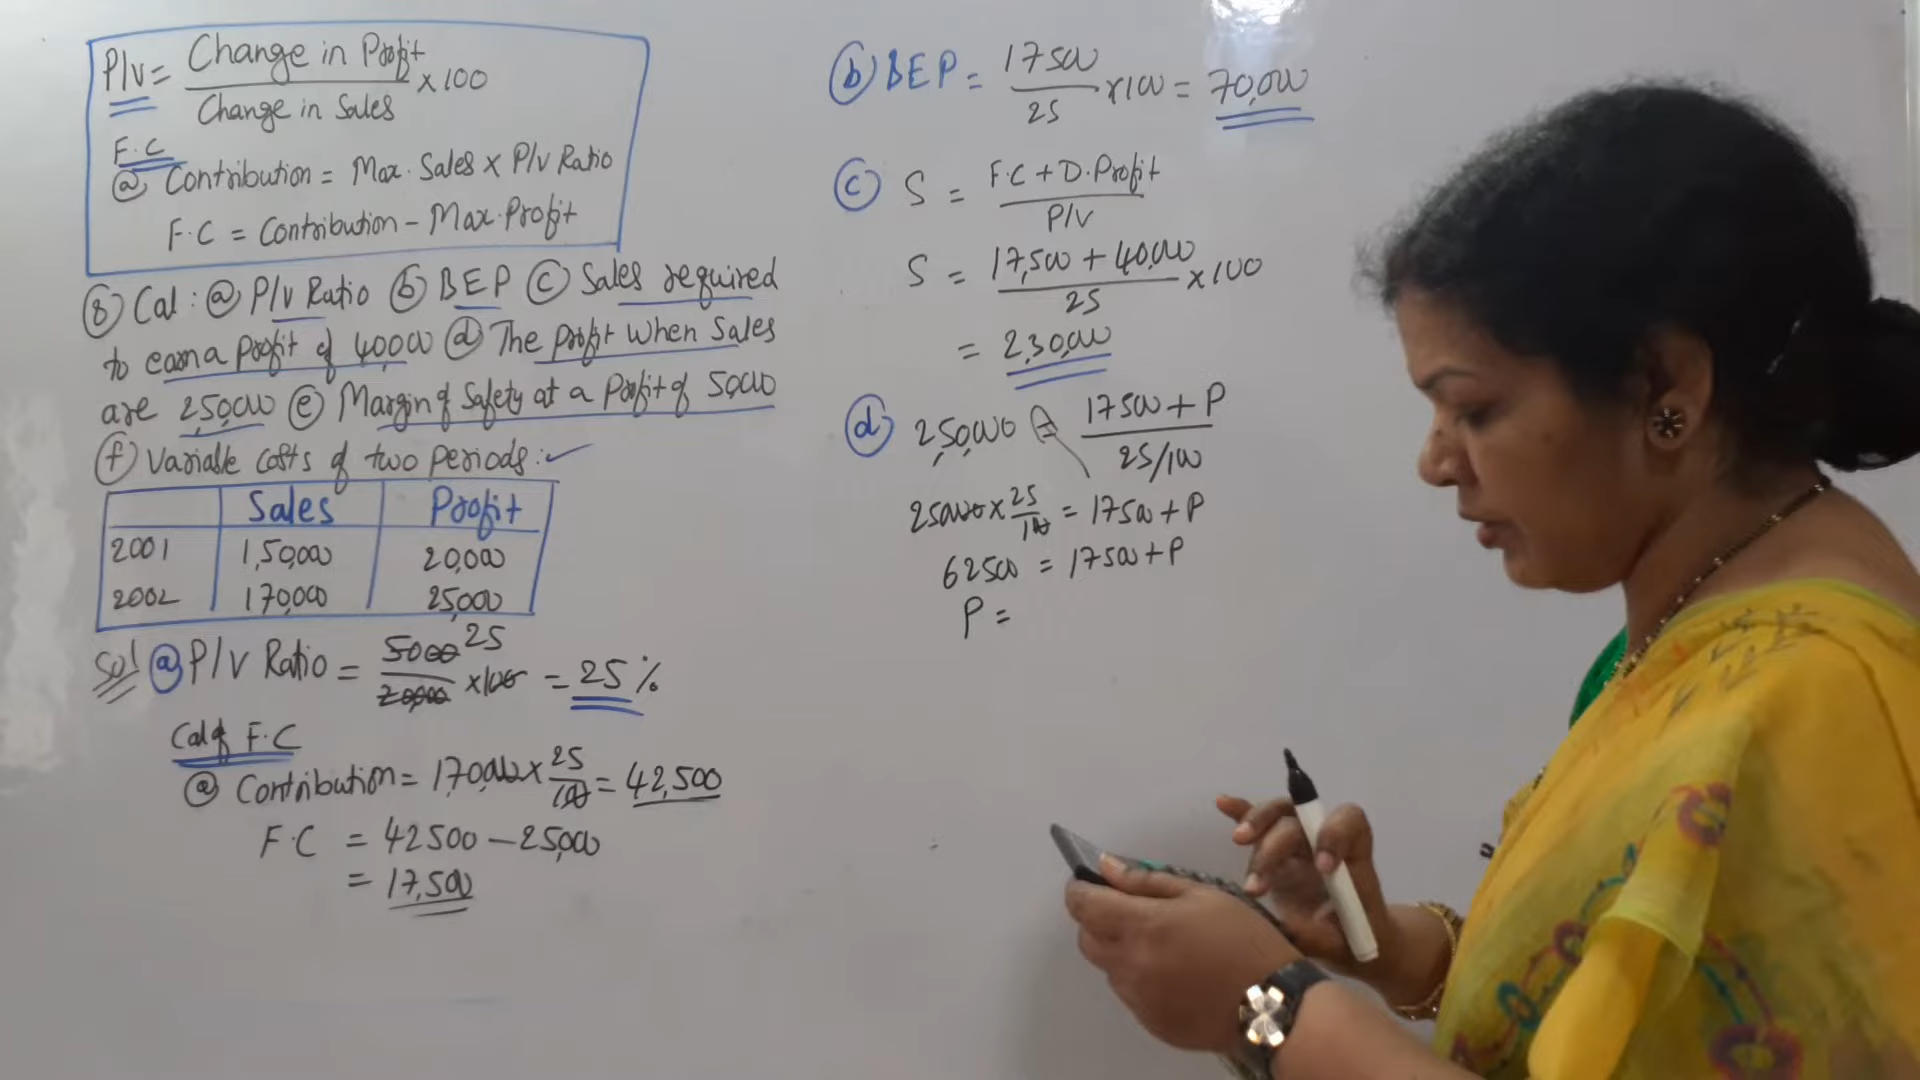 P/V = Change in Profit / Change in Sales × 100
F.C
ⓐ Contribution = Max. Sales × P/V Ratio
F.C = Contribution − Max. Profit
⑧ Cal: ⓐ P/V Ratio ⓑ BEP ⓒ Sales required
to earn a profit of 40,000 ⓓ The profit when Sales
are 2,50,000 ⓔ Margin of Safety at a Profit of 50,000
ⓕ Variable costs of two periods:
Sales Profit
2001 1,50,000 20,000
2002 170,000 25,000
Sol ⓐ P/V Ratio = 5000 / 20,000 × 100 25 = 25 %
Cal of F.C
ⓐ Contribution = 1,70,000 × 25/100 = 42,500
F.C = 42500 − 25,000
= 17,500
ⓑ BEP = 17500 / 25 × 100 = 70,000
ⓒ S = F.C + D. Profit / P/V
S = 17,500 + 40,000 / 25 × 100
= 2,30,000
ⓓ 2,50,000 = 17500 + P / 25/100
250000 × 25/100 = 17500 + P
62500 = 17500 + P
P =